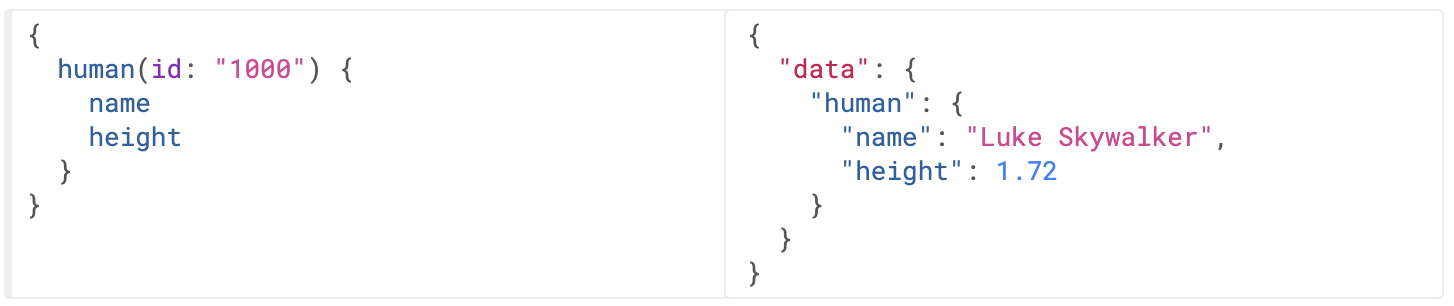 {
  human(id: "1000") {
    name
    height
  }
}
{
  "data": {
    "human": {
      "name": "Luke Skywalker",
      "height": 1.72
    }
  }
}